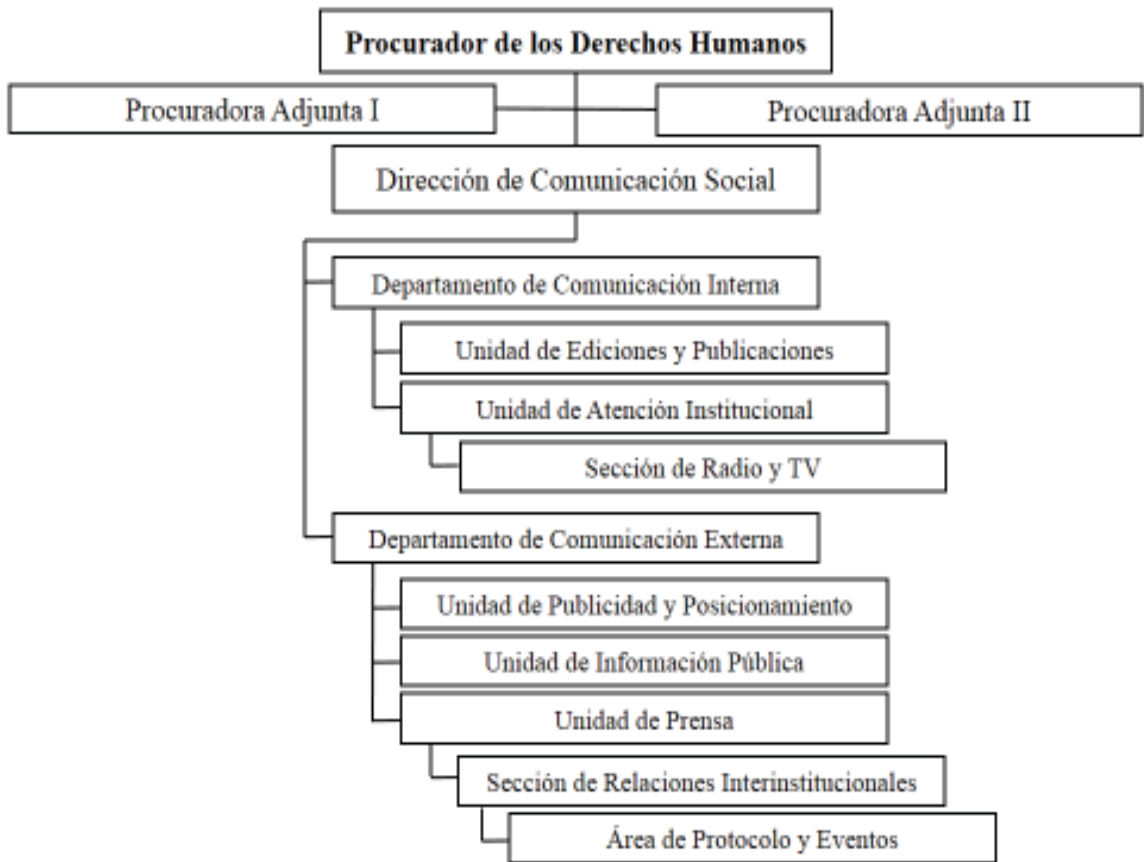 Procurador de los Derechos Humanos
Procuradora Adjunta I
Procuradora Adjunta II
Dirección de Comunicación Social
Departamento de Comunicación Interna
Unidad de Ediciones y Publicaciones
Unidad de Atención Institucional
Sección de Radio y TV
Departamento de Comunicación Externa
Unidad de Publicidad y Posicionamiento
Unidad de Información Pública
Unidad de Prensa
Sección de Relaciones Interinstitucionales
Área de Protocolo y Eventos